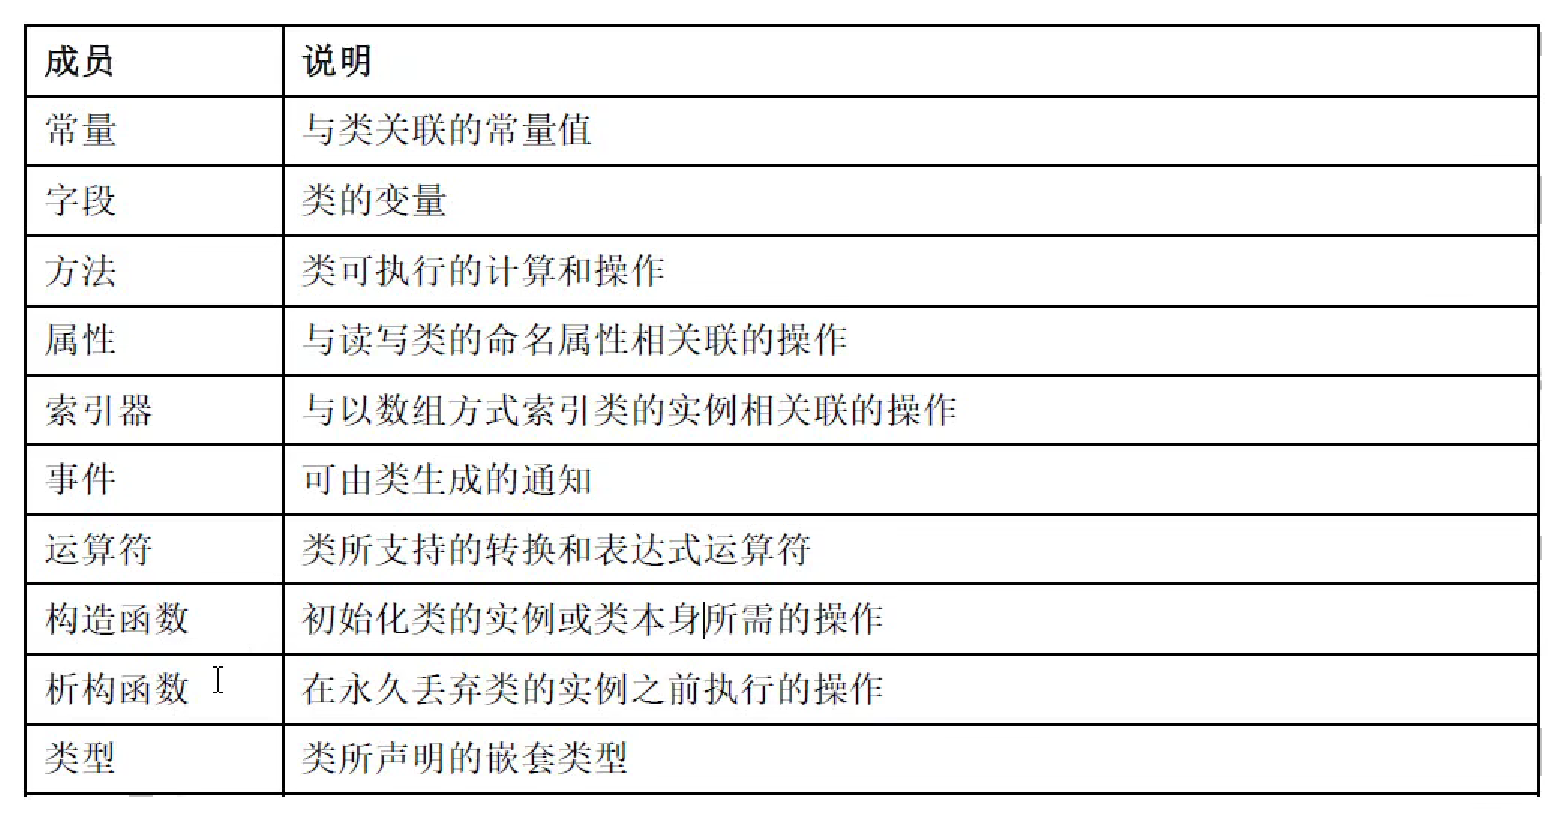 成员 说明
常量 与类关联的常量值
字段 类的变量
方法 类可执行的计算和操作
属性 与读写类的命名属性相关联的操作
索引器 与以数组方式索引类的实例相关联的操作
事件 可由类生成的通知
运算符 类所支持的转换和表达式运算符
构造函数 初始化类的实例或类本身所需的操作
析构函数 在永久丢弃类的实例之前执行的操作
类型 类所声明的嵌套类型